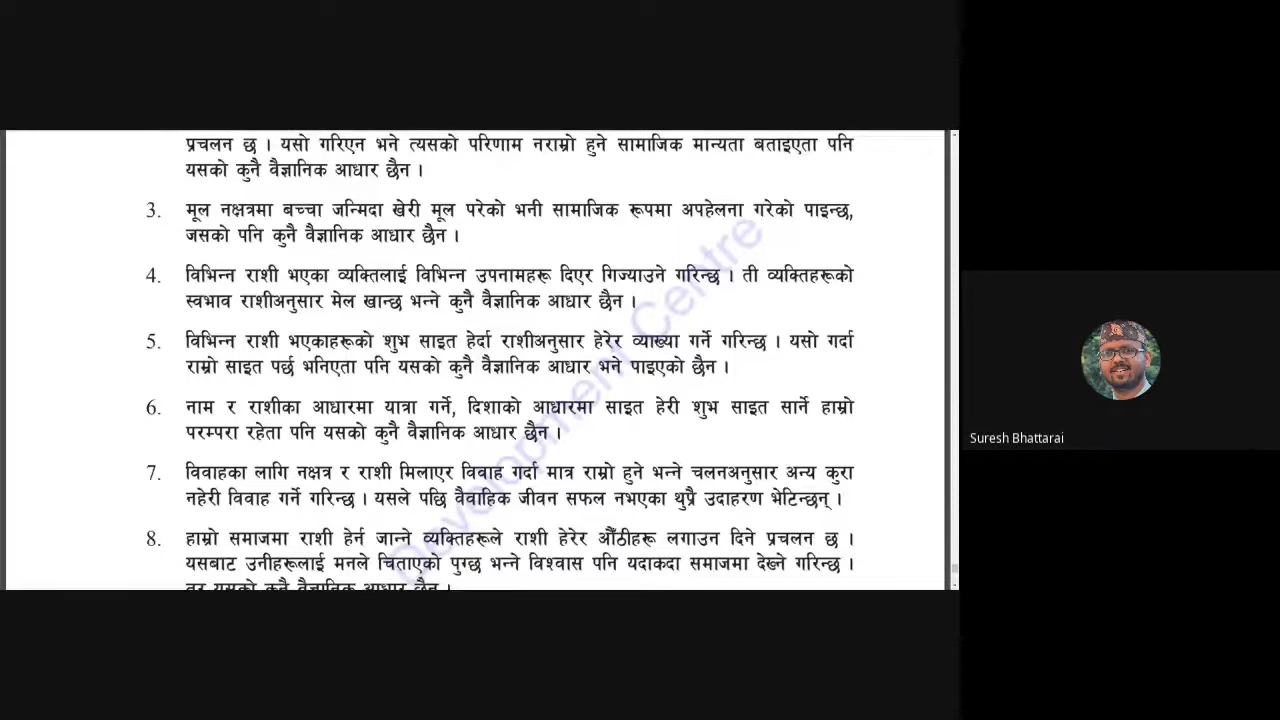 प्रचलन छ । यसो गरिएन भने त्यसको परिणाम नराम्रो हुने सामाजिक मान्यता बताइएता पनि
यसको कुनै वैज्ञानिक आधार छैन ।
3. मूल नक्षत्रमा बच्चा जन्मिदा खेरी मूल परेको भनी सामाजिक रूपमा अपहेलना गरेको पाइन्छ,
जसको पनि कुनै वैज्ञानिक आधार छैन ।
4. विभिन्न राशी भएका व्यक्तिलाई विभिन्न उपनामहरू दिएर गिज्याउने गरिन्छ । ती व्यक्तिहरूको
स्वभाव राशीअनुसार मेल खान्छ भन्ने कुनै वैज्ञानिक आधार छैन ।
5. विभिन्न राशी भएकाहरूको शुभ साइत हेर्दा राशीअनुसार हेरेर व्याख्या गर्ने गरिन्छ । यसो गर्दा
राम्रो साइत पर्छ भनिएता पनि यसको कुनै वैज्ञानिक आधार भने पाइएको छैन ।
6. नाम र राशीका आधारमा यात्रा गर्ने, दिशाको आधारमा साइत हेरी शुभ साइत सार्ने हाम्रो
परम्परा रहेता पनि यसको कुनै वैज्ञानिक आधार छैन ।
7. विवाहका लागि नक्षत्र र राशी मिलाएर विवाह गर्दा मात्र राम्रो हुने भन्ने चलनअनुसार अन्य कुरा
नहेरी विवाह गर्ने गरिन्छ । यसले पछि वैवाहिक जीवन सफल नभएका थुप्रै उदाहरण भेटिन्छन् ।
8. हाम्रो समाजमा राशी हेर्न जान्ने व्यक्तिहरूले राशी हेरेर औँठीहरू लगाउन दिने प्रचलन छ ।
यसबाट उनीहरूलाई मनले चिताएको पुग्छ भन्ने विश्वास पनि यदाकदा समाजमा देख्ने गरिन्छ ।
तर यसको कुनै वैज्ञानिक आधार छैन ।
Development Centre
Suresh Bhattarai